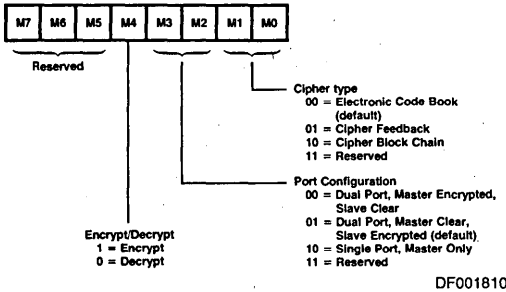 M7 M6 M5 M4 M3 M2 M1 M0
Reserved
Cipher type
00 = Electronic Code Book
(default)
01 = Cipher Feedback
10 = Cipher Block Chain
11 = Reserved
Port Configuration
00 = Dual Port, Master Encrypted,
Slave Clear
01 = Dual Port, Master Clear,
Slave Encrypted (default)
10 = Single Port, Master Only
11 = Reserved
Encrypt/Decrypt
1 = Encrypt
0 = Decrypt
DF001810